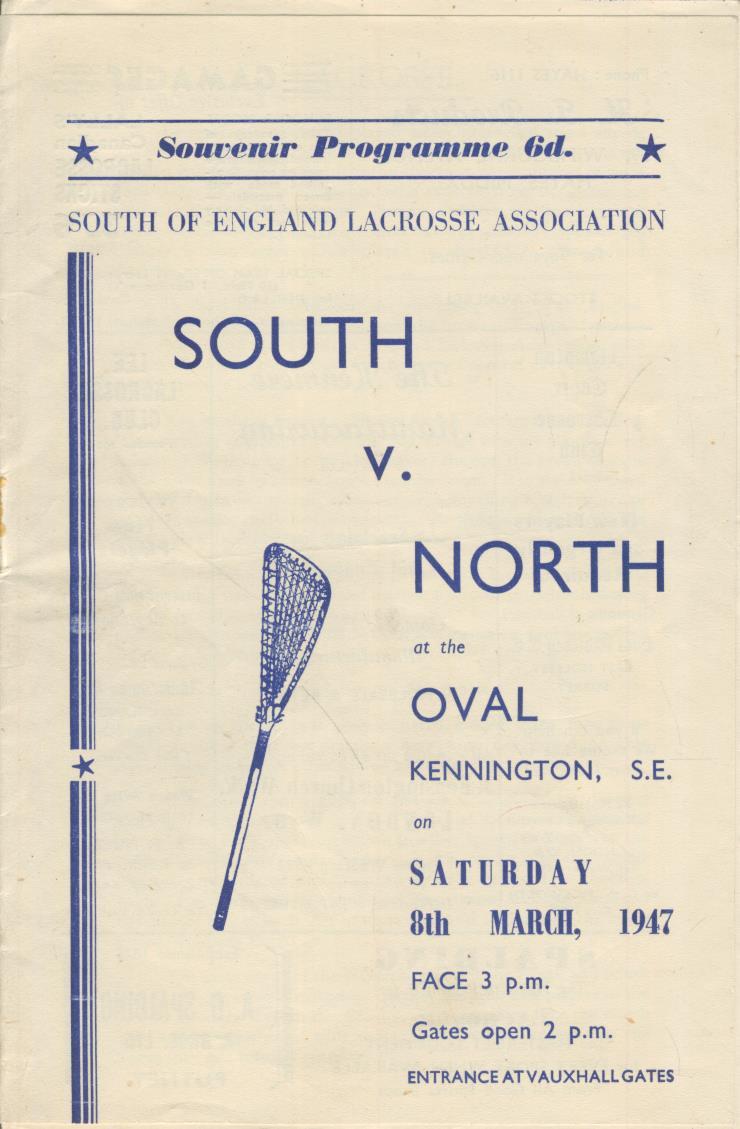 Souvenir Programme 6d.
SOUTH OF ENGLAND LACROSSE ASSOCIATION
SOUTH
v.
NORTH
at the
OVAL
KENNINGTON, S.E.
on
SATURDAY
8th MARCH, 1947
FACE 3 p.m.
Gates open 2 p.m.
ENTRANCE AT VAUXHALL GATES